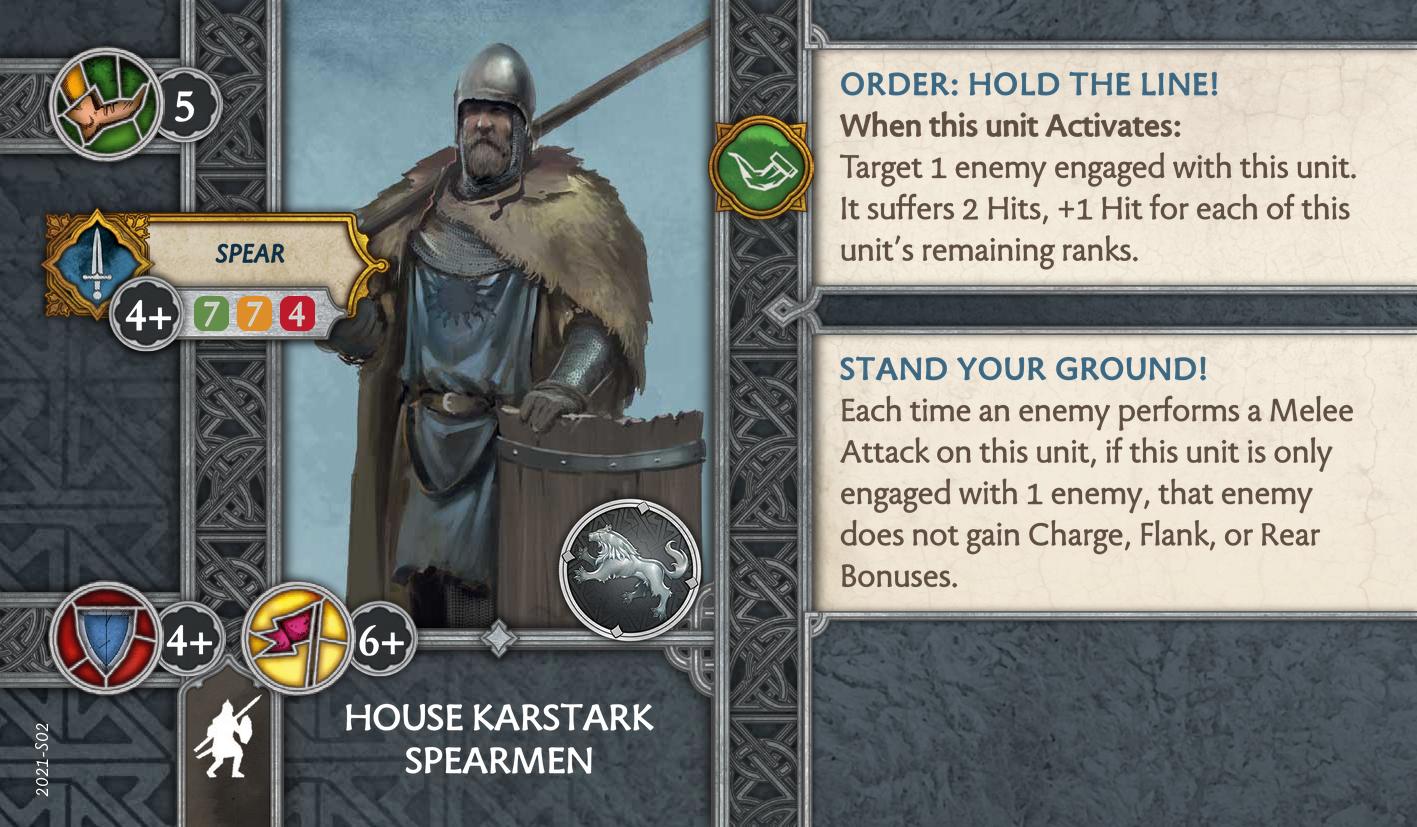 5
SPEAR
4+ 7 7 4
4+ 6+
HOUSE KARSTARK
SPEARMEN
2021-S02
ORDER: HOLD THE LINE!
When this unit Activates:
Target 1 enemy engaged with this unit.
It suffers 2 Hits, +1 Hit for each of this
unit's remaining ranks.
STAND YOUR GROUND!
Each time an enemy performs a Melee
Attack on this unit, if this unit is only
engaged with 1 enemy, that enemy
does not gain Charge, Flank, or Rear
Bonuses.